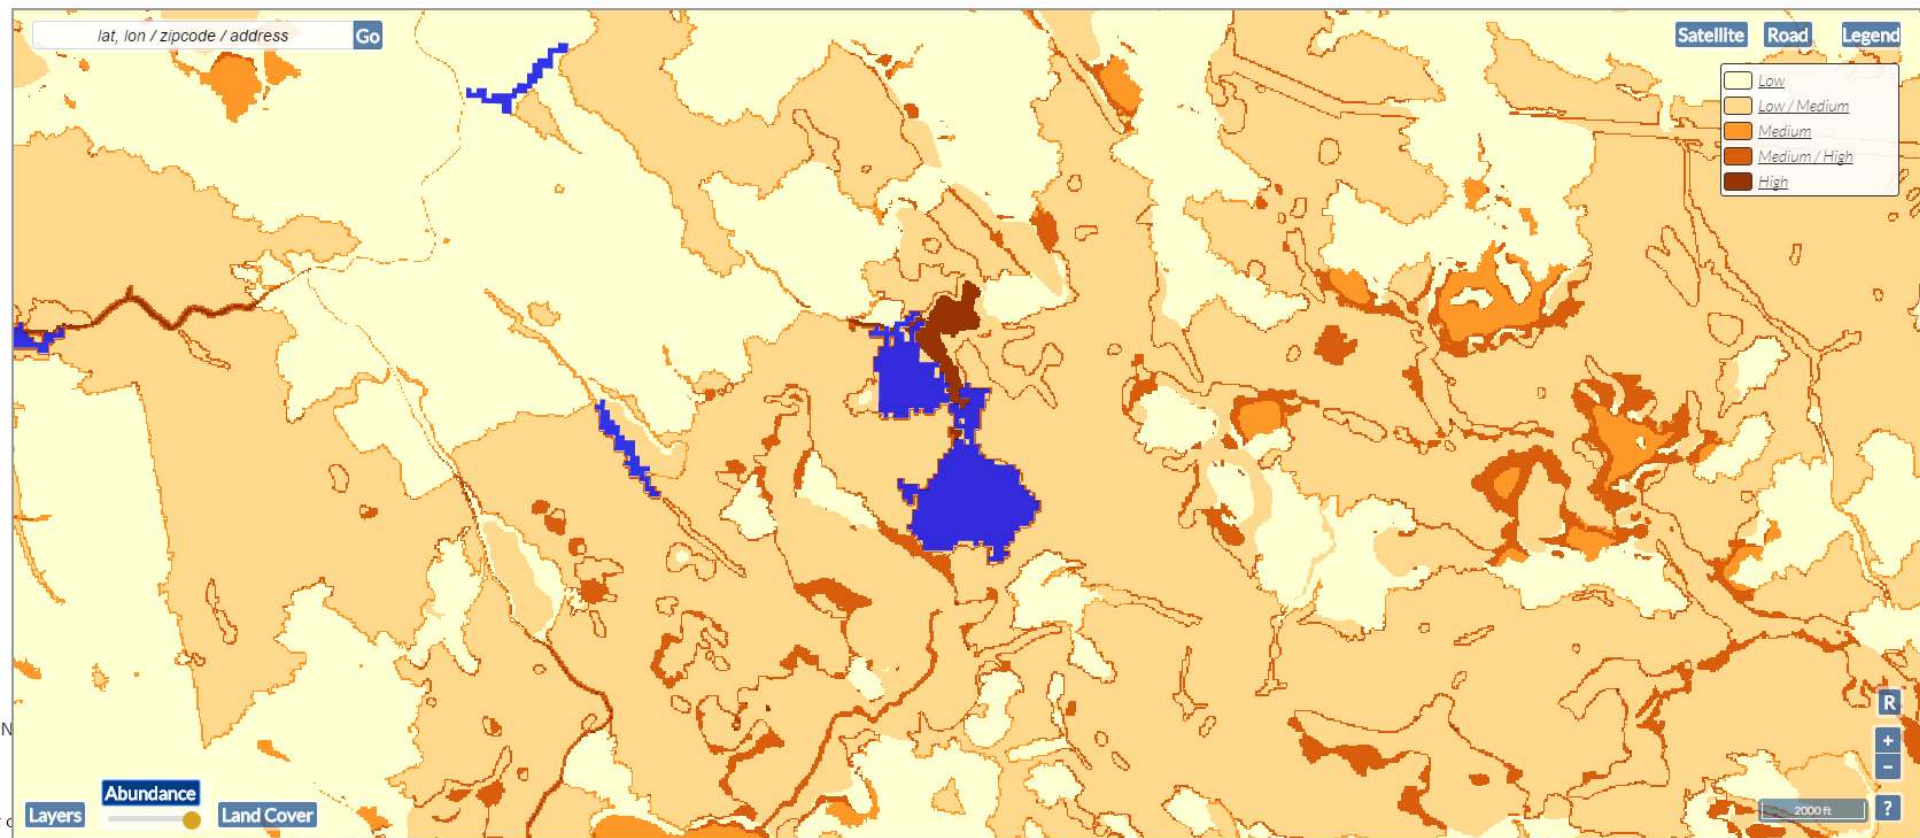 lat, lon / zipcode / address
Go
Satellite
Road
Legend
Low
Low / Medium
Medium
Medium / High
High
N
R
+
−
Abundance
Layers
Land Cover
2000 ft
?